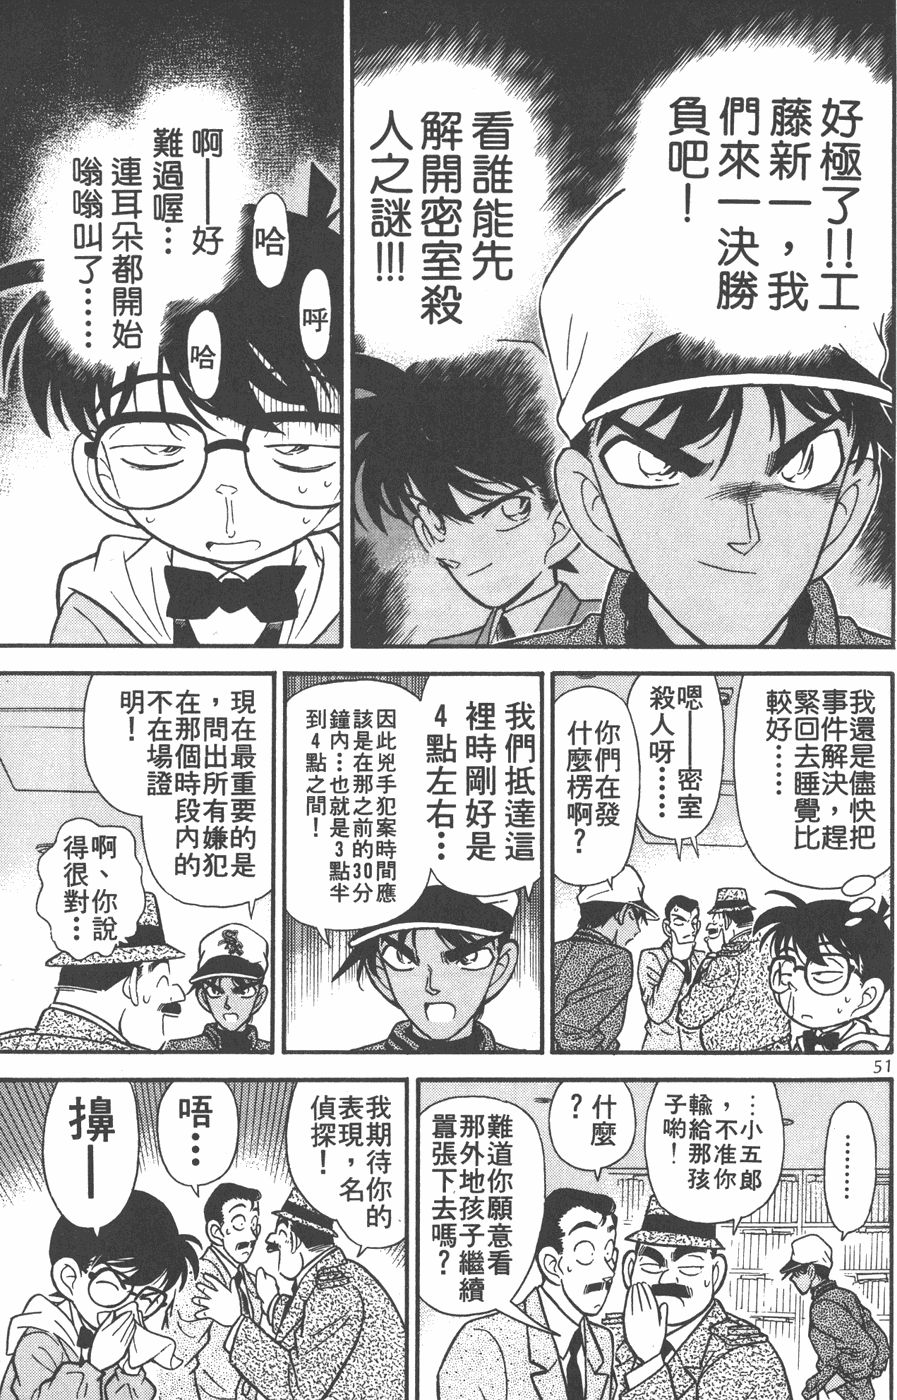 好極了!!工
藤新一，我
們來一決勝
負吧！
看誰能先
解開密室殺
人之謎!!!
啊——好
難過喔…
連耳朵都開始
嗡嗡叫了……
哈
呼
哈
我還是儘快把
事件解決，趕
緊回去睡覺比
較好……
嗯——密室
殺人呀……
你們在發
什麼楞啊？
我們抵達這
裡時剛好是
4點左右…
因此兇手犯案時間應
該是在那之前的30分
鐘內…也就是3點半
到4點之間！
現在最重要的是
，問出所有嫌犯
在那個時段內的
不在場證
明！
啊、你說
得很對…
51
………
…小五郎
，不准你
輸給那孩
子喲！
什麼
？
難道你願意看
那外地孩子繼續
囂張下去嗎？
我期待你的
表現，名
偵探！
唔…
擤—